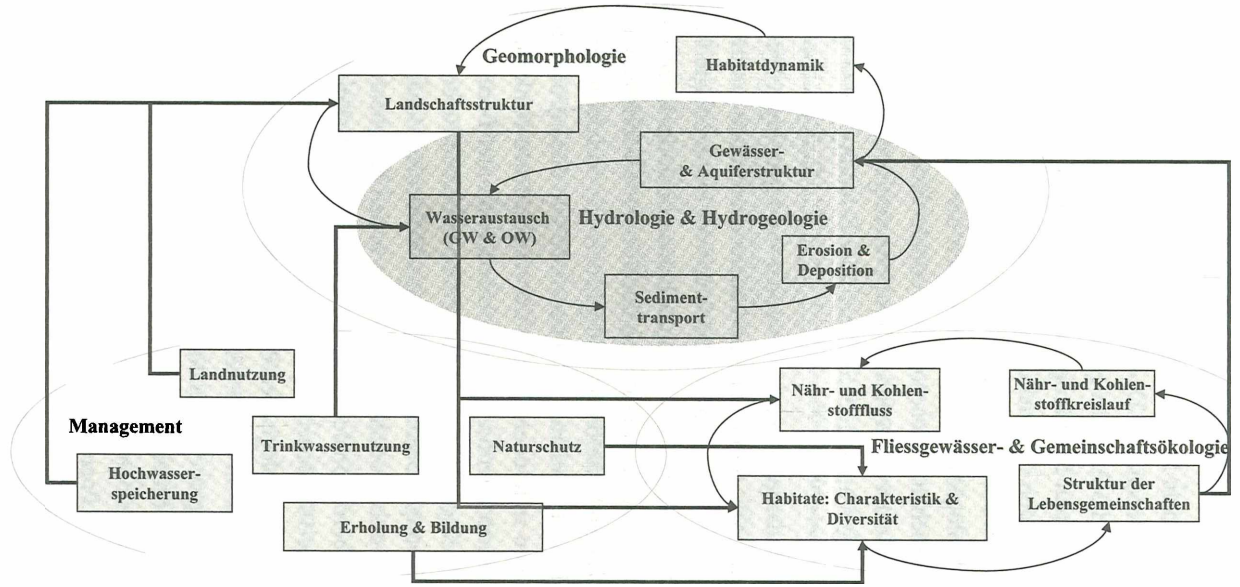 Geomorphologie
Habitatdynamik
Landschaftsstruktur
Gewässer-
& Aquiferstruktur
Wasseraustausch
(GW & OW)
Hydrologie & Hydrogeologie
Erosion &
Deposition
Sediment-
transport
Landnutzung
Nähr- und Kohlen-
stofffluss
Nähr- und Kohlen-
stoffkreislauf
Management
Trinkwassernutzung
Naturschutz
Fliessgewässer- & Gemeinschaftsökologie
Hochwasser-
speicherung
Habitate: Charakteristik &
Diversität
Struktur der
Lebensgemeinschaften
Erholung & Bildung